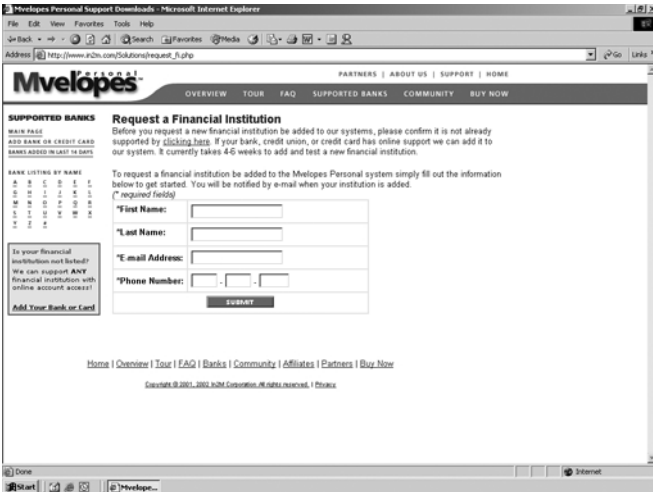 Mvelopes Personal Support Downloads - Microsoft Internet Explorer
File Edit View Favorites Tools Help
Back Search Favorites Media
Address http://www.in2m.com/Solutions/request_fi.php Go Links
PARTNERS | ABOUT US | SUPPORT | HOME
Personal
Mvelopes
OVERVIEW TOUR FAQ SUPPORTED BANKS COMMUNITY BUY NOW
SUPPORTED BANKS
MAIN PAGE
ADD BANK OR CREDIT CARD
BANKS ADDED IN LAST 14 DAYS
BANK LISTING BY NAME
A B C D E F
G H I J K L
M N O P Q R
S T U V W X
Y Z #
Is your financial
institution not listed?
We can support ANY
financial institution with
online account access!
Add Your Bank or Card
Request a Financial Institution
Before you request a new financial institution be added to our systems, please confirm it is not already
supported by clicking here. If your bank, credit union, or credit card has online support we can add it to
our system. It currently takes 4-6 weeks to add and test a new financial institution.
To request a financial institution be added to the Mvelopes Personal system simply fill out the information
below to get started. You will be notified by e-mail when your institution is added.
(* required fields)
*First Name:
*Last Name:
*E-mail Address:
*Phone Number: - -
SUBMIT
Home | Overview | Tour | FAQ | Banks | Community | Affiliates | Partners | Buy Now
Copyright © 2001, 2002 In2M Corporation All rights reserved. | Privacy
Done Internet
Start Mvelope...